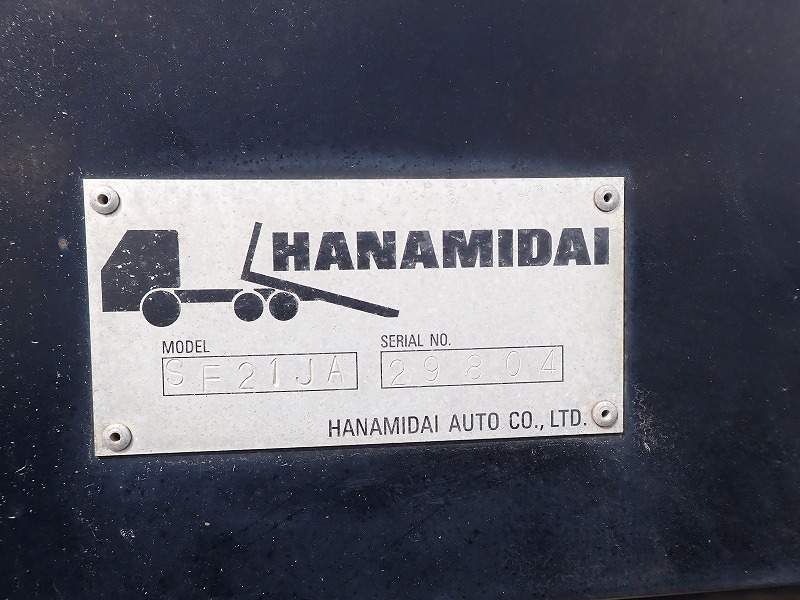 HANAMIDAI
MODEL SERIAL NO.
SF21JA 29804
HANAMIDAI AUTO CO., LTD.